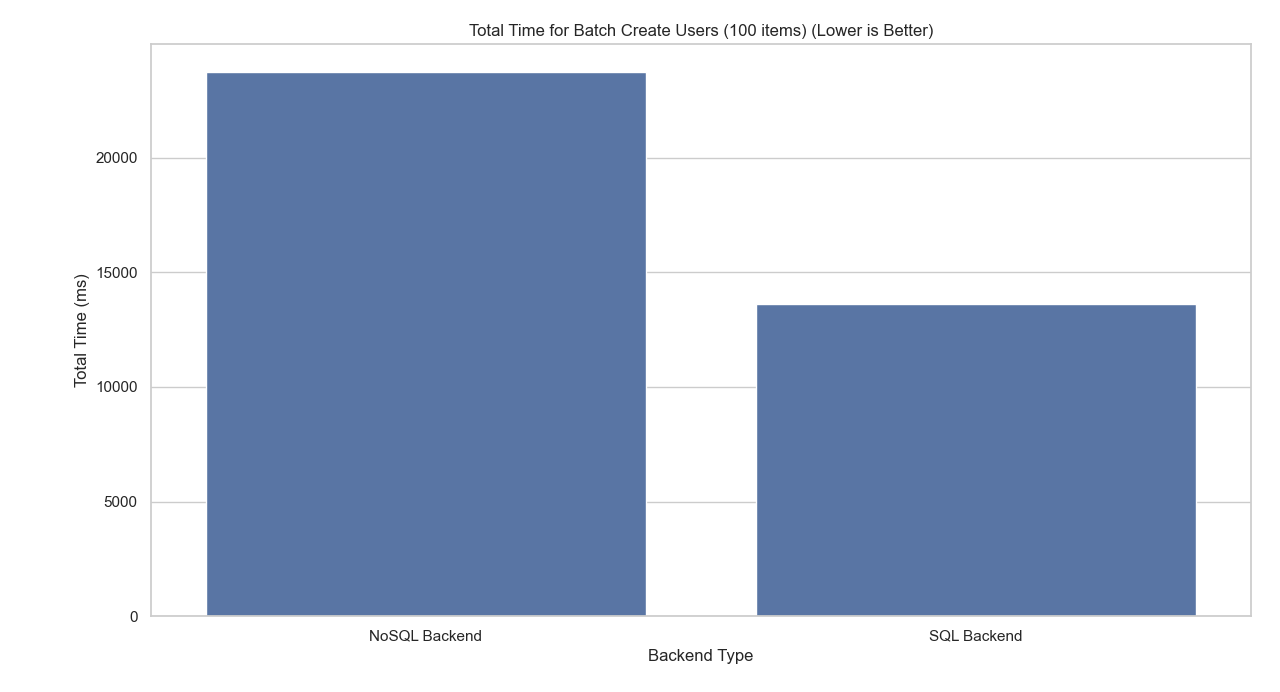 Total Time for Batch Create Users (100 items) (Lower is Better)
20000
15000
10000
5000
0
Total Time (ms)
NoSQL Backend
SQL Backend
Backend Type